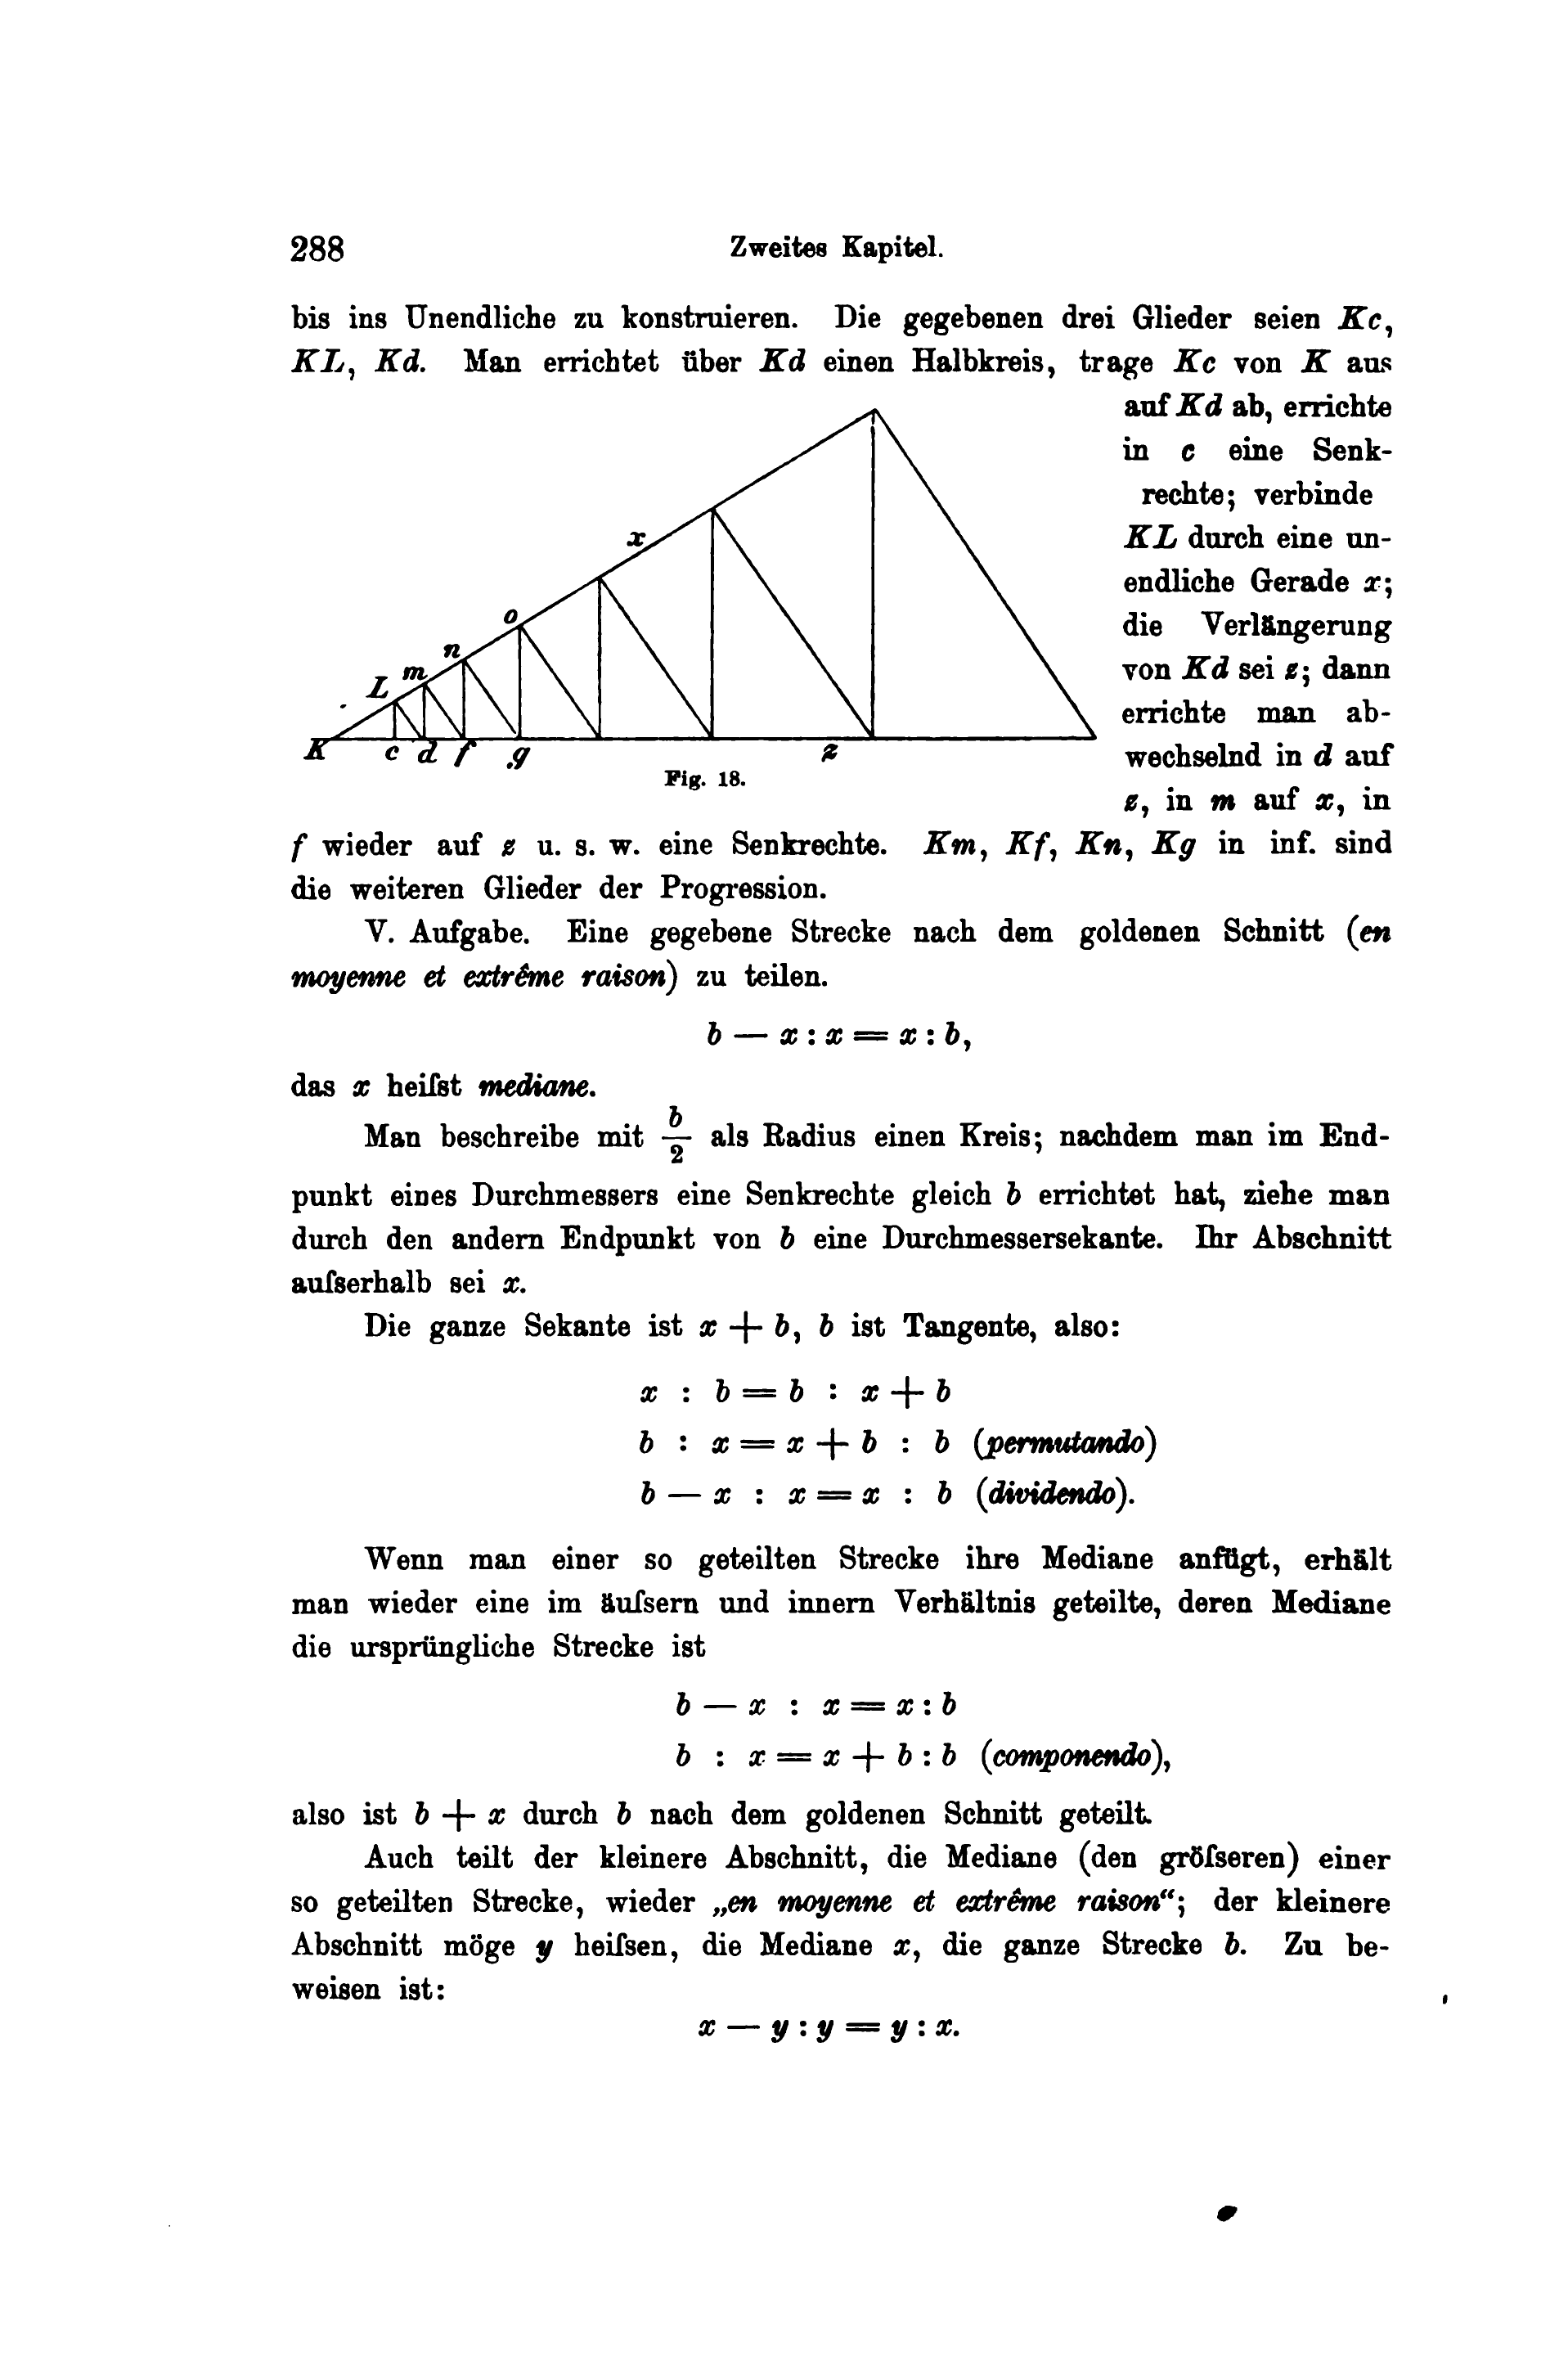 288 Zweites Kapitel.
bis ins Unendliche zu konstruieren. Die gegebenen drei Glieder seien Kc,
KL, Kd. Man errichtet über Kd einen Halbkreis, trage Kc von K aus
auf Kd ab, errichte
in c eine Senk-
rechte; verbinde
KL durch eine un-
endliche Gerade x;
die Verlängerung
von Kd sei z; dann
errichte man ab-
wechselnd in d auf
z, in m auf x, in
x
o
n
m
L
K c d f g z
Fig. 18.
f wieder auf z u. s. w. eine Senkrechte. Km, Kf, Kn, Kg in inf. sind
die weiteren Glieder der Progression.
V. Aufgabe. Eine gegebene Strecke nach dem goldenen Schnitt (en
moyenne et extrême raison) zu teilen.
b — x : x = x : b,
das x heiſst mediane.
Man beschreibe mit b/2 als Radius einen Kreis; nachdem man im End-
punkt eines Durchmessers eine Senkrechte gleich b errichtet hat, ziehe man
durch den andern Endpunkt von b eine Durchmessersekante. Ihr Abschnitt
auſserhalb sei x.
Die ganze Sekante ist x + b, b ist Tangente, also:
x : b = b : x + b
b : x = x + b : b (permutando)
b — x : x = x : b (dividendo).
Wenn man einer so geteilten Strecke ihre Mediane anfügt, erhält
man wieder eine im äuſsern und innern Verhältnis geteilte, deren Mediane
die ursprüngliche Strecke ist
b — x : x = x : b
b : x = x + b : b (componendo),
also ist b + x durch b nach dem goldenen Schnitt geteilt.
Auch teilt der kleinere Abschnitt, die Mediane (den gröſseren) einer
so geteilten Strecke, wieder „en moyenne et extrême raison“; der kleinere
Abschnitt möge y heiſsen, die Mediane x, die ganze Strecke b. Zu be-
weisen ist:
x — y : y = y : x.